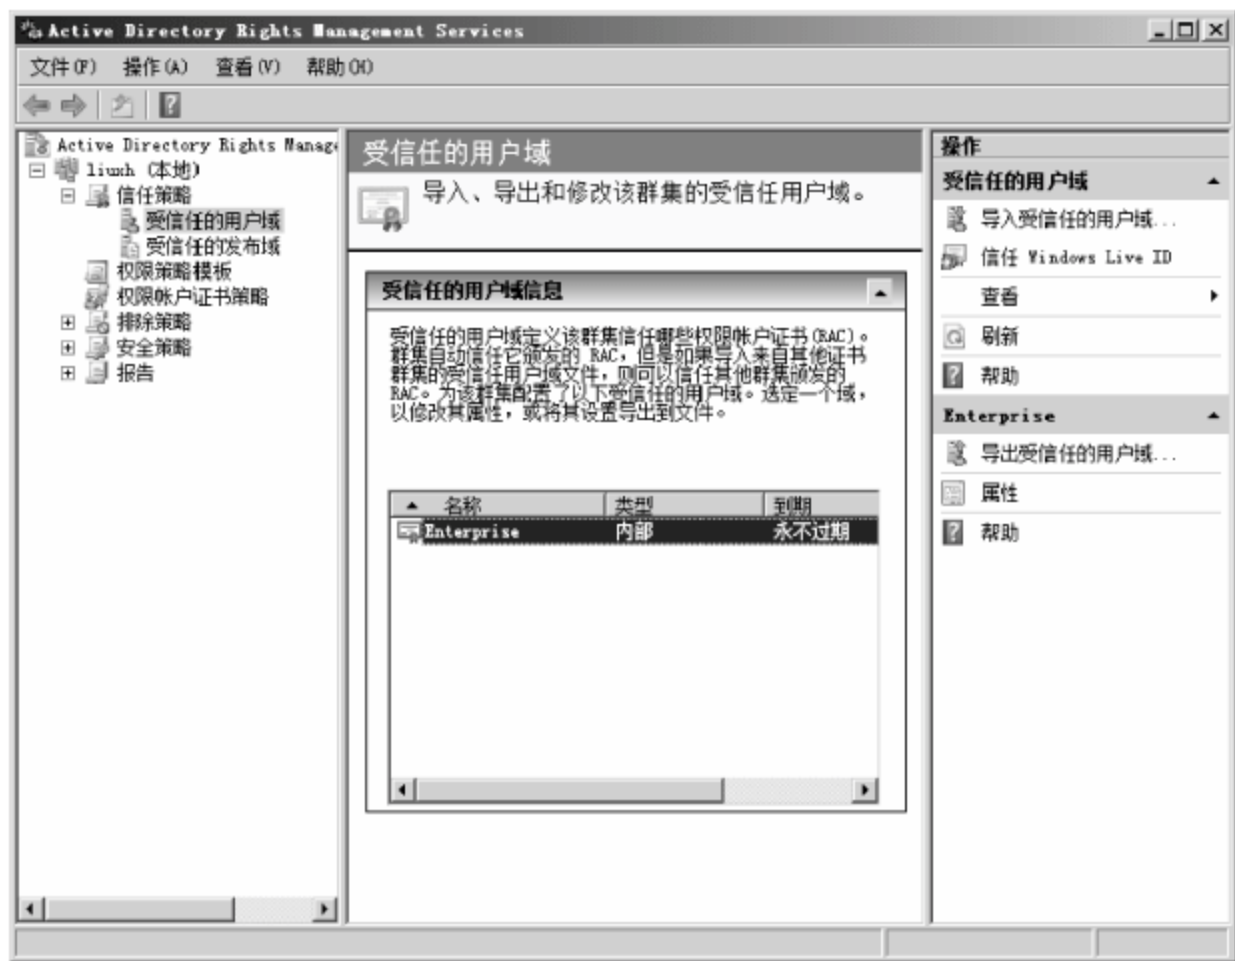 Active Directory Rights Management Services
文件(F) 操作(A) 查看(V) 帮助(H)
Active Directory Rights Manage
liuxh (本地)
信任策略
受信任的用户域
受信任的发布域
权限策略模板
权限帐户证书策略
排除策略
安全策略
报告
受信任的用户域
导入、导出和修改该群集的受信任用户域。
受信任的用户域信息
受信任的用户域定义该群集信任哪些权限帐户证书(RAC)。
群集自动信任它颁发的 RAC，但是如果导入来自其他证书
群集的受信任用户域文件，则可以信任其他群集颁发的
RAC。为该群集配置了以下受信任的用户域。选定一个域，
以修改其属性，或将其设置导出到文件。
名称 类型 到期
Enterprise 内部 永不过期
操作
受信任的用户域
导入受信任的用户域...
信任 Windows Live ID
查看
刷新
帮助
Enterprise
导出受信任的用户域...
属性
帮助